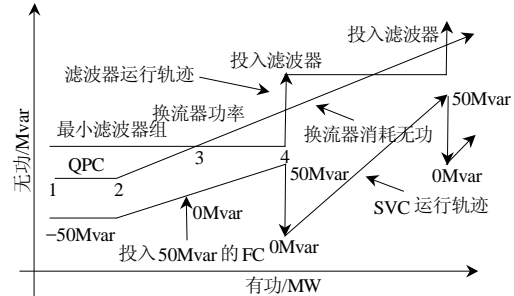 投入滤波器
投入滤波器
滤波器运行轨迹
换流器功率
最小滤波器组
换流器消耗无功
50Mvar
无功/Mvar
QPC
3
4
1
2
50Mvar
0Mvar
0Mvar
SVC 运行轨迹
−50Mvar
0Mvar
投入 50Mvar 的 FC
有功/MW